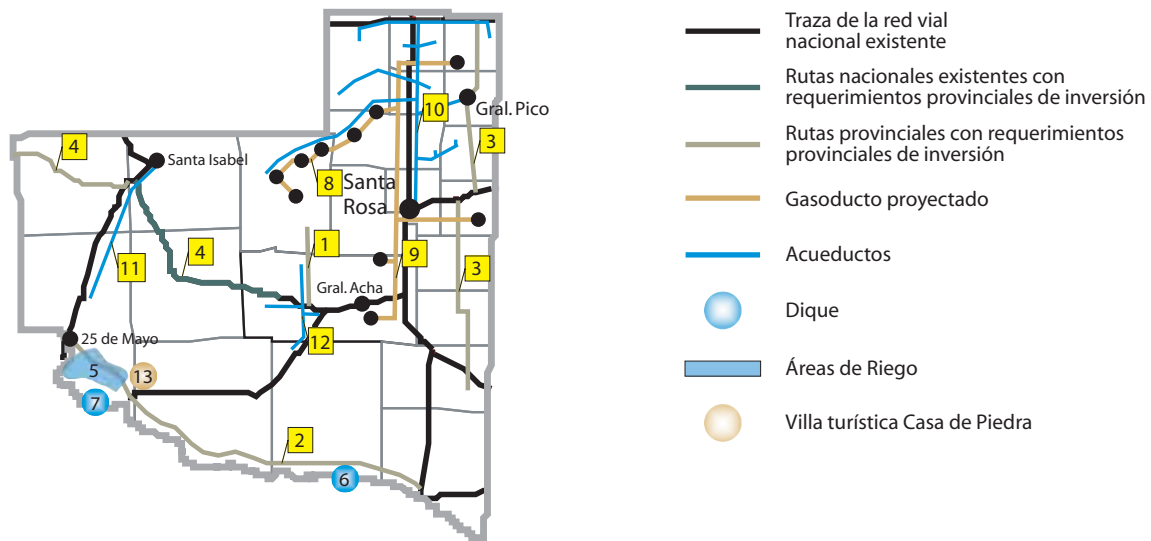 10
Gral. Pico
3
4
Santa Isabel
8
Santa
Rosa
1
4
9
11
3
Gral. Acha
12
25 de Mayo
5
13
7
2
6
Traza de la red vial
nacional existente
Rutas nacionales existentes con
requerimientos provinciales de inversión
Rutas provinciales con requerimientos
provinciales de inversión
Gasoducto proyectado
Acueductos
Dique
Áreas de Riego
Villa turística Casa de Piedra